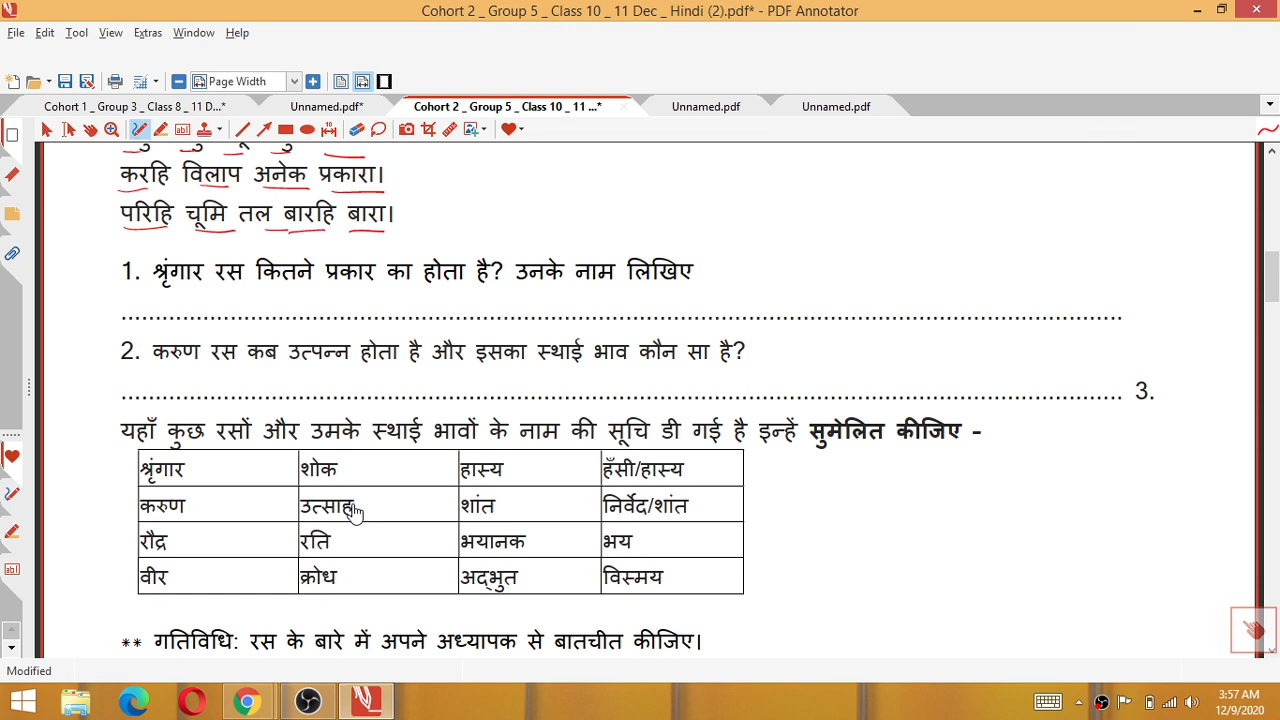 Cohort 2 _ Group 5 _ Class 10 _ 11 Dec _ Hindi (2).pdf* - PDF Annotator
File Edit Tool View Extras Window Help
Page Width
Cohort 1 _ Group 3 _ Class 8 _ 11 D...* Unnamed.pdf* Cohort 2 _ Group 5 _ Class 10 _ 11 ...* Unnamed.pdf Unnamed.pdf
करहि विलाप अनेक प्रकारा।
परिहि चूमि तल बारहि बारा।
1. श्रृंगार रस कितने प्रकार का होता है? उनके नाम लिखिए
2. करुण रस कब उत्पन्न होता है और इसका स्थाई भाव कौन सा है?
3.
यहाँ कुछ रसों और उमके स्थाई भावों के नाम की सूचि डी गई है इन्हें सुमेलित कीजिए -
श्रृंगार शोक हास्य हँसी/हास्य
करुण उत्साह शांत निर्वेद/शांत
रौद्र रति भयानक भय
वीर क्रोध अद्भुत विस्मय
** गतिविधि: रस के बारे में अपने अध्यापक से बातचीत कीजिए।
Modified
3:57 AM
12/9/2020